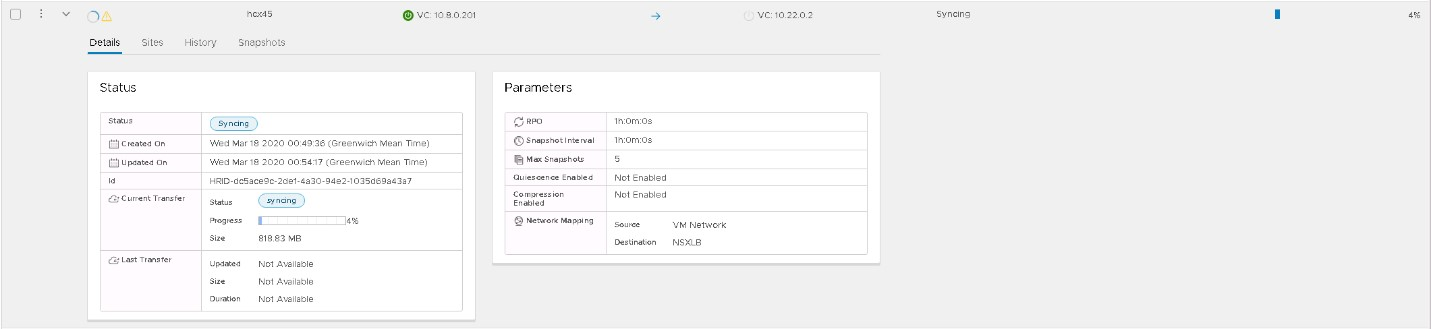 hcx45 VC: 10.8.0.201 VC: 10.22.0.2 Syncing 4%
Details Sites History Snapshots
Status
Status Syncing
Created On Wed Mar 18 2020 00:49:36 (Greenwich Mean Time)
Updated On Wed Mar 18 2020 00:54:17 (Greenwich Mean Time)
Id HRID-dc5ace9c-2de1-4a30-94e2-1035d69a43a7
Current Transfer Status syncing
Progress 4%
Size 818.83 MB
Last Transfer Updated Not Available
Size Not Available
Duration Not Available
Parameters
RPO 1h:0m:0s
Snapshot Interval 1h:0m:0s
Max Snapshots 5
Quiescence Enabled Not Enabled
Compression Enabled Not Enabled
Network Mapping Source VM Network
Destination NSXLB